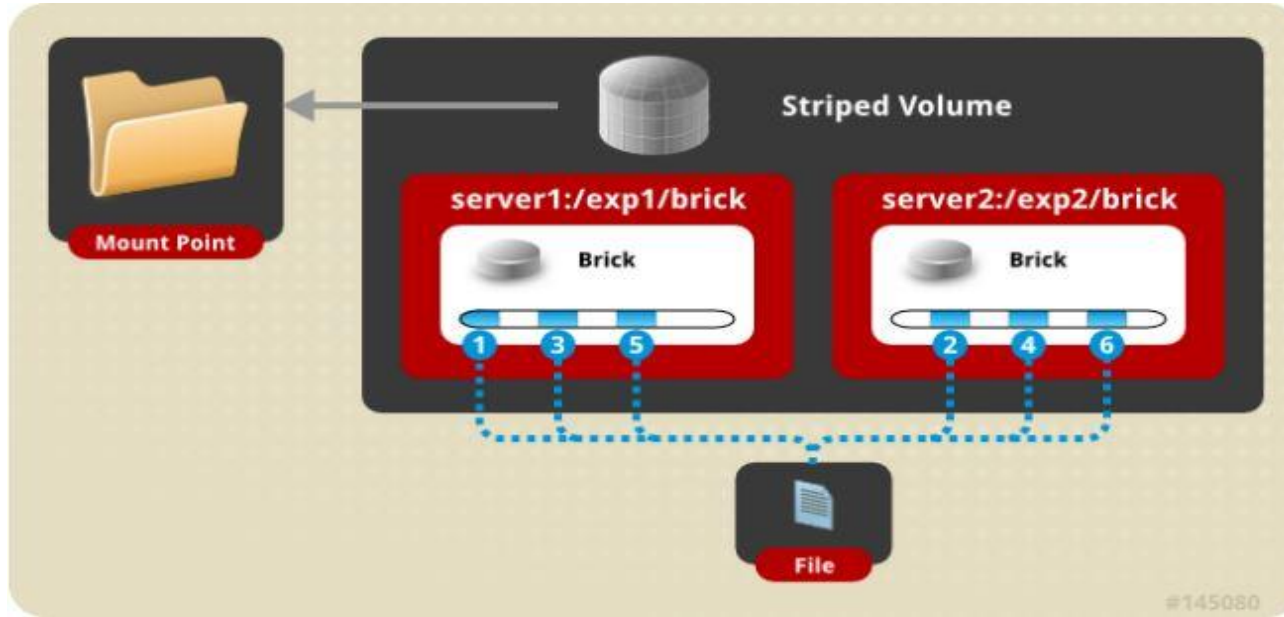 Striped Volume
Mount Point
server1:/exp1/brick
server2:/exp2/brick
Brick
Brick
1 3 5
2 4 6
File
#145080